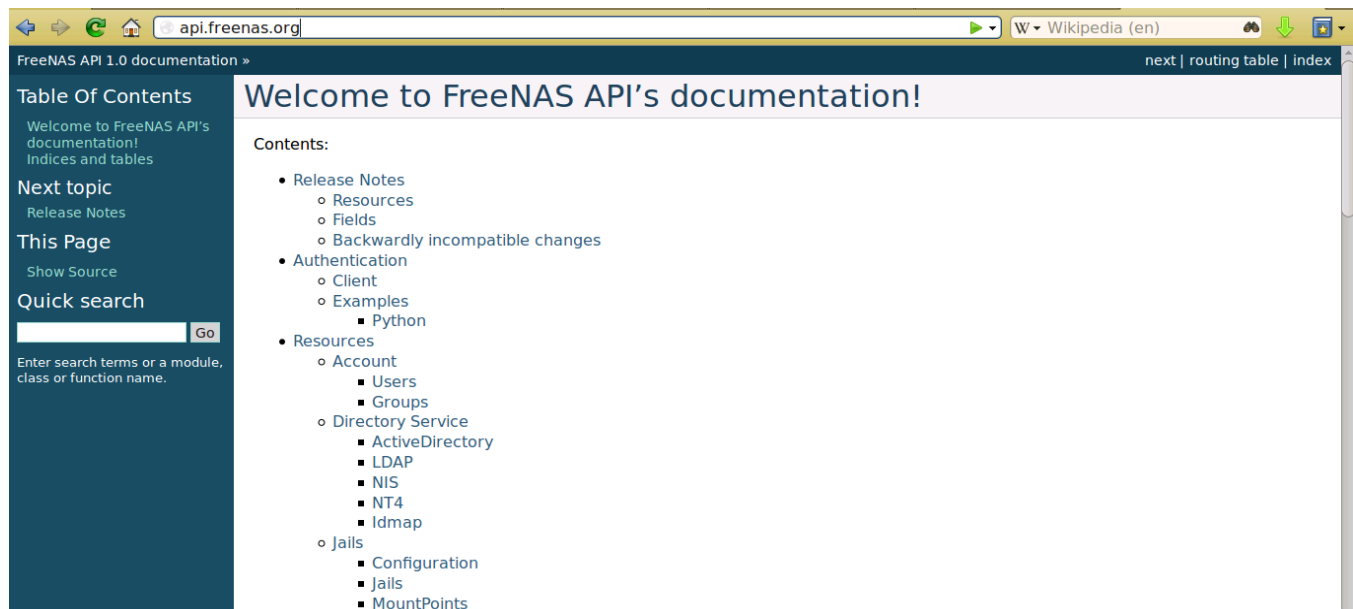 api.freenas.org
W Wikipedia (en)
FreeNAS API 1.0 documentation »
next | routing table | index
Table Of Contents
Welcome to FreeNAS API’s
documentation!
Indices and tables
Next topic
Release Notes
This Page
Show Source
Quick search
Go
Enter search terms or a module,
class or function name.
Welcome to FreeNAS API’s documentation!
Contents:
Release Notes
Resources
Fields
Backwardly incompatible changes
Authentication
Client
Examples
Python
Resources
Account
Users
Groups
Directory Service
ActiveDirectory
LDAP
NIS
NT4
Idmap
Jails
Configuration
Jails
MountPoints